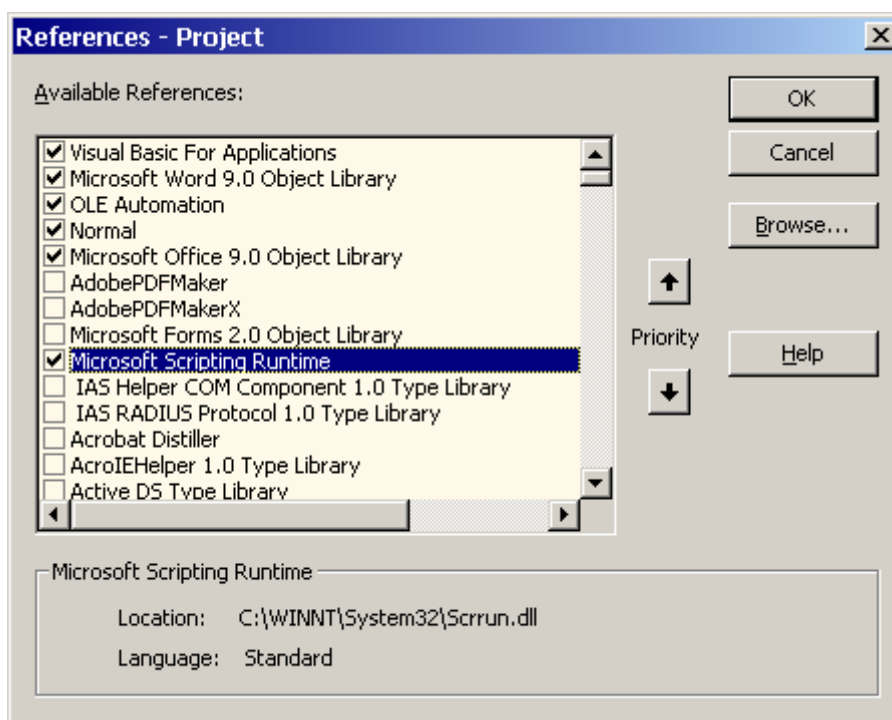 References - Project
Available References:
OK
Visual Basic For Applications
Cancel
Microsoft Word 9.0 Object Library
OLE Automation
Normal
Browse...
Microsoft Office 9.0 Object Library
AdobePDFMaker
AdobePDFMakerX
Microsoft Forms 2.0 Object Library
Priority
Microsoft Scripting Runtime
Help
IAS Helper COM Component 1.0 Type Library
IAS RADIUS Protocol 1.0 Type Library
Acrobat Distiller
AcroIEHelper 1.0 Type Library
Active DS Type Library
Microsoft Scripting Runtime
Location: C:\WINNT\System32\Scrrun.dll
Language: Standard